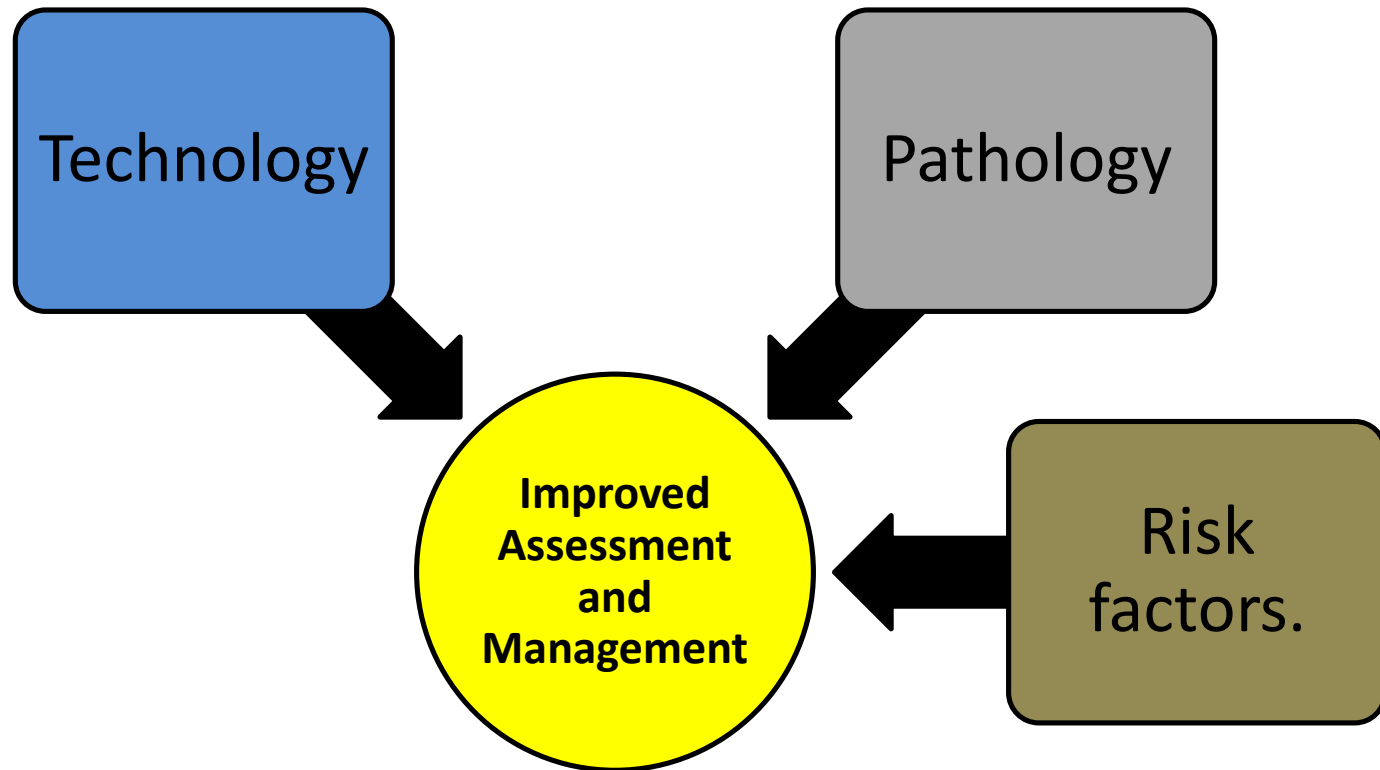 Technology
Pathology
Improved
Assessment
and
Management
Risk
factors.